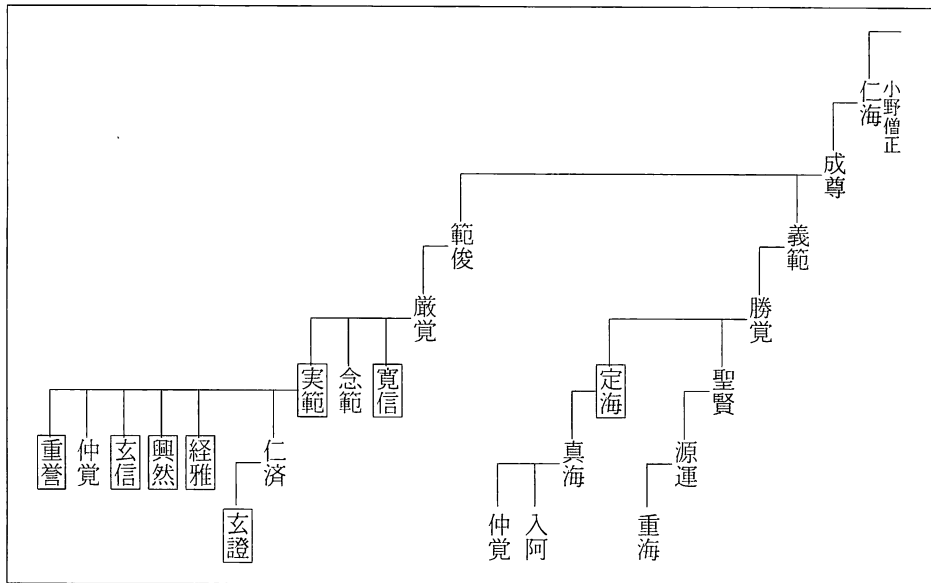 小野僧正
仁海
成尊
義範
範俊
勝覚
厳覚
聖賢
定海
寛信
念範
実範
源運
真海
仁済
経雅
興然
玄信
仲覚
重誉
重海
入阿
仲覚
玄證